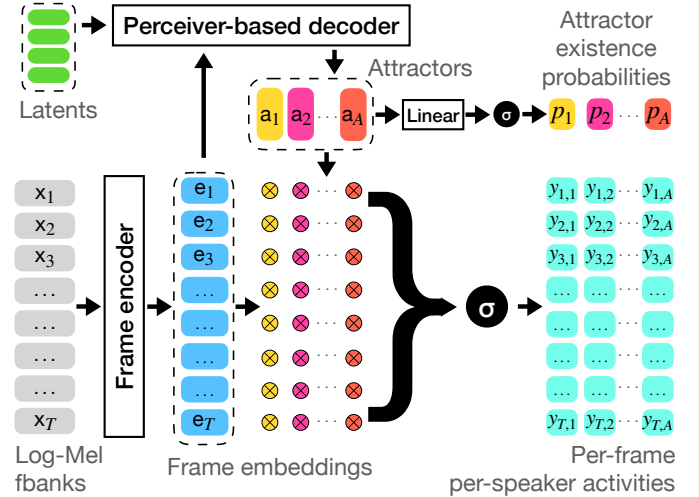 Perceiver-based decoder
Latents
Attractors
Attractor
existence
probabilities
a1 a2 ... aA
Linear
σ
p1 p2 ... pA
x1
x2
x3
...
...
...
...
xT
Frame encoder
e1
e2
e3
...
...
...
...
eT
⊗ ⊗ ... ⊗
⊗ ⊗ ... ⊗
⊗ ⊗ ... ⊗
⊗ ⊗ ... ⊗
⊗ ⊗ ... ⊗
⊗ ⊗ ... ⊗
⊗ ⊗ ... ⊗
⊗ ⊗ ... ⊗
σ
y1,1 y1,2 ... y1,A
y2,1 y2,2 ... y2,A
y3,1 y3,2 ... y3,A
... ... ... ...
... ... ... ...
... ... ... ...
... ... ... ...
yT,1 yT,2 ... yT,A
Log-Mel
fbanks
Frame embeddings
Per-frame
per-speaker activities